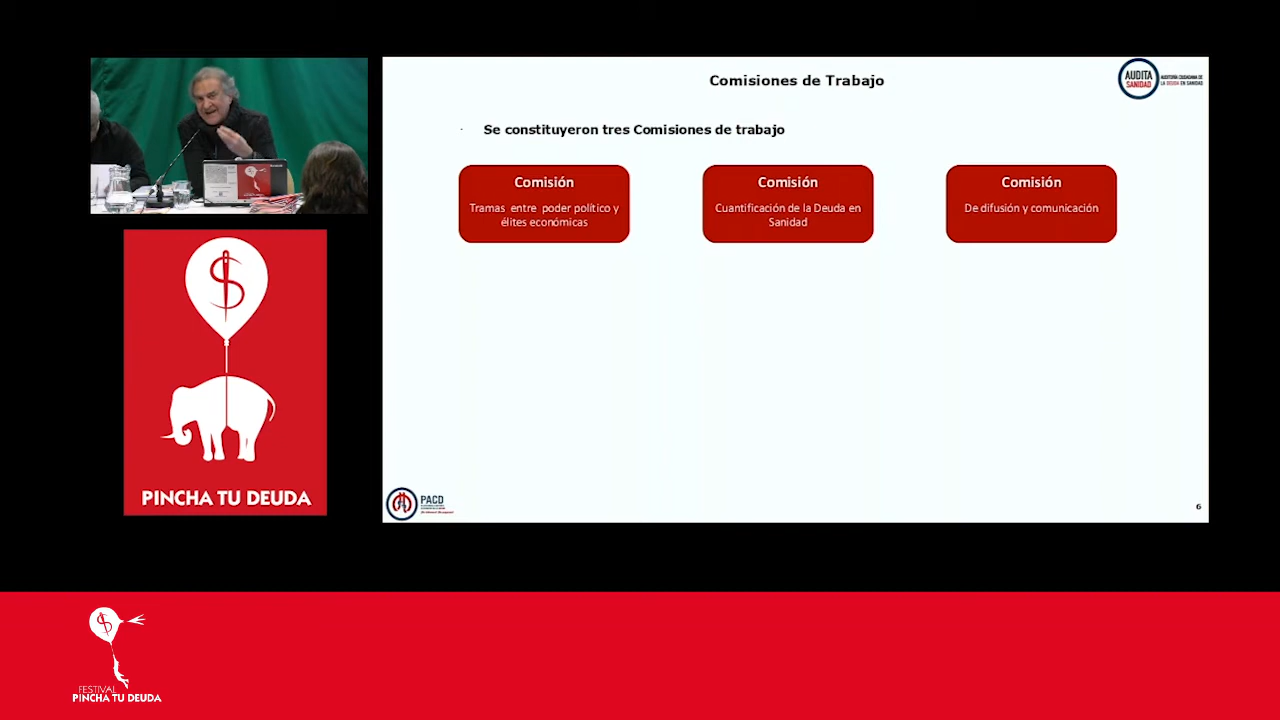 Comisiones de Trabajo
AUDITA
SANIDAD
AUDITORÍA CIUDADANA DE
LA DEUDA EN SANIDAD
Se constituyeron tres Comisiones de trabajo
Comisión
Tramas entre poder político y
élites económicas
Comisión
Cuantificación de la Deuda en
Sanidad
Comisión
De difusión y comunicación
PINCHA TU DEUDA
PACD
6
FESTIVAL
PINCHA TU DEUDA